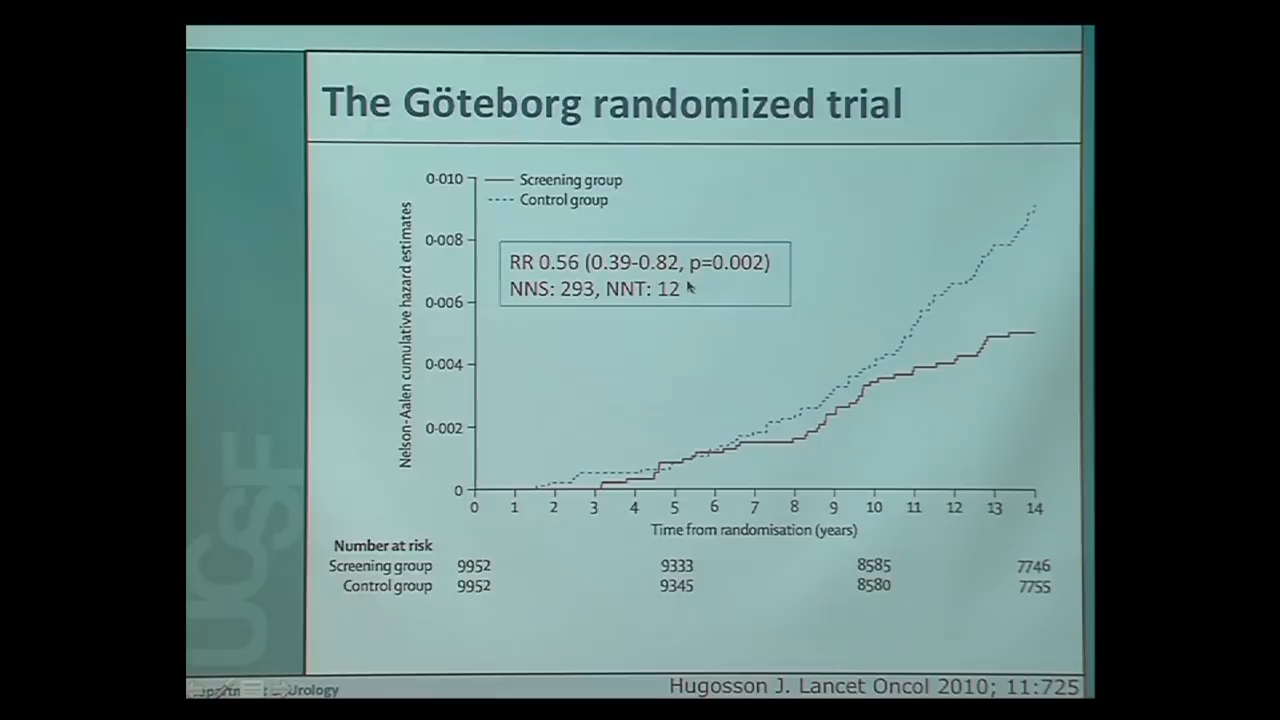 The Göteborg randomized trial
0·010
Screening group
Control group
0·008
RR 0.56 (0.39-0.82, p=0.002)
NNS: 293, NNT: 12
0·006
0·004
0·002
0
Nelson–Aalen cumulative hazard estimates
0 1 2 3 4 5 6 7 8 9 10 11 12 13 14
Time from randomisation (years)
Number at risk
Screening group 9952 9333 8585 7746
Control group 9952 9345 8580 7755
UCSF
Urology
Hugosson J. Lancet Oncol 2010; 11:725